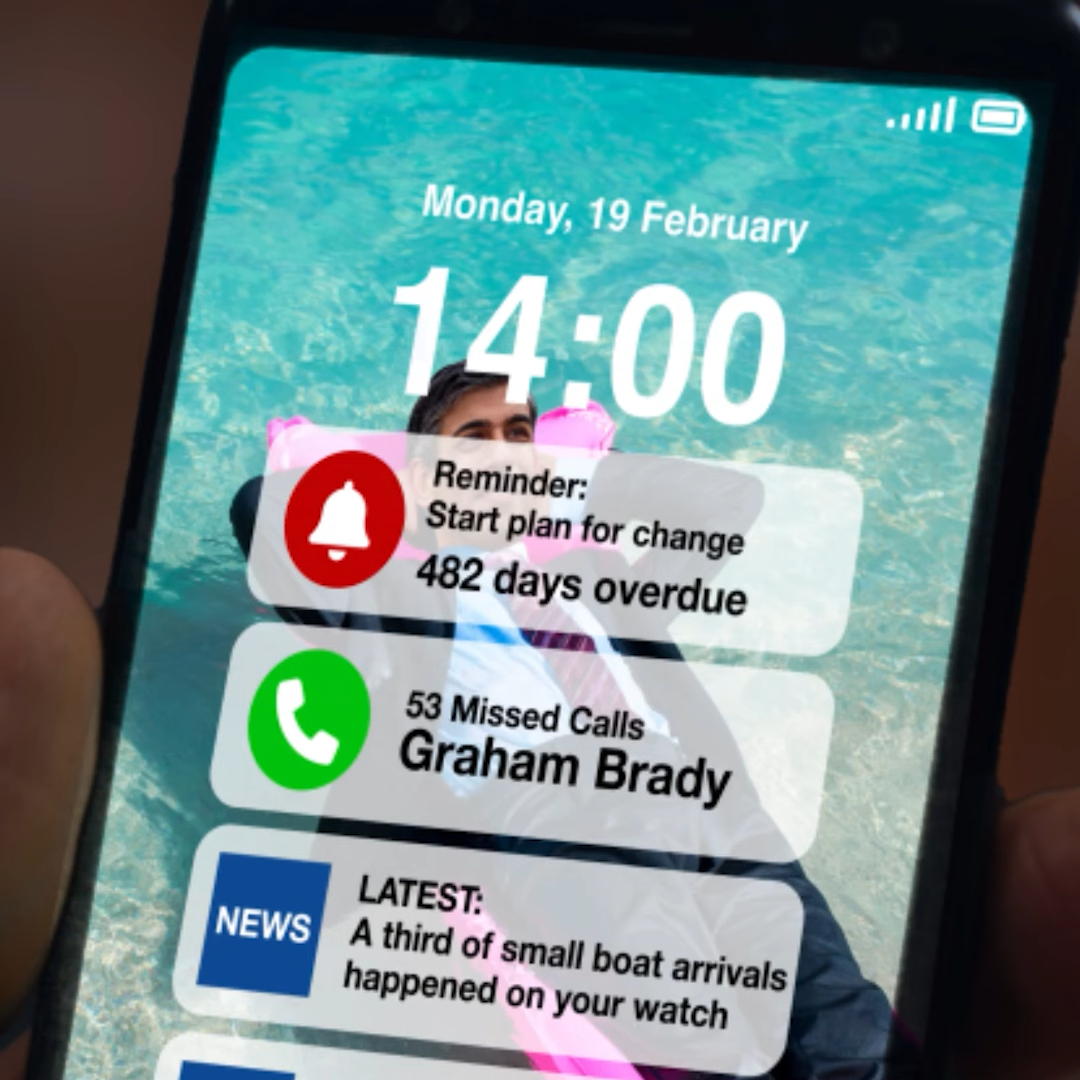 Monday, 19 February
14:00
Reminder:
Start plan for change
482 days overdue
53 Missed Calls
Graham Brady
NEWS
LATEST:
A third of small boat arrivals
happened on your watch